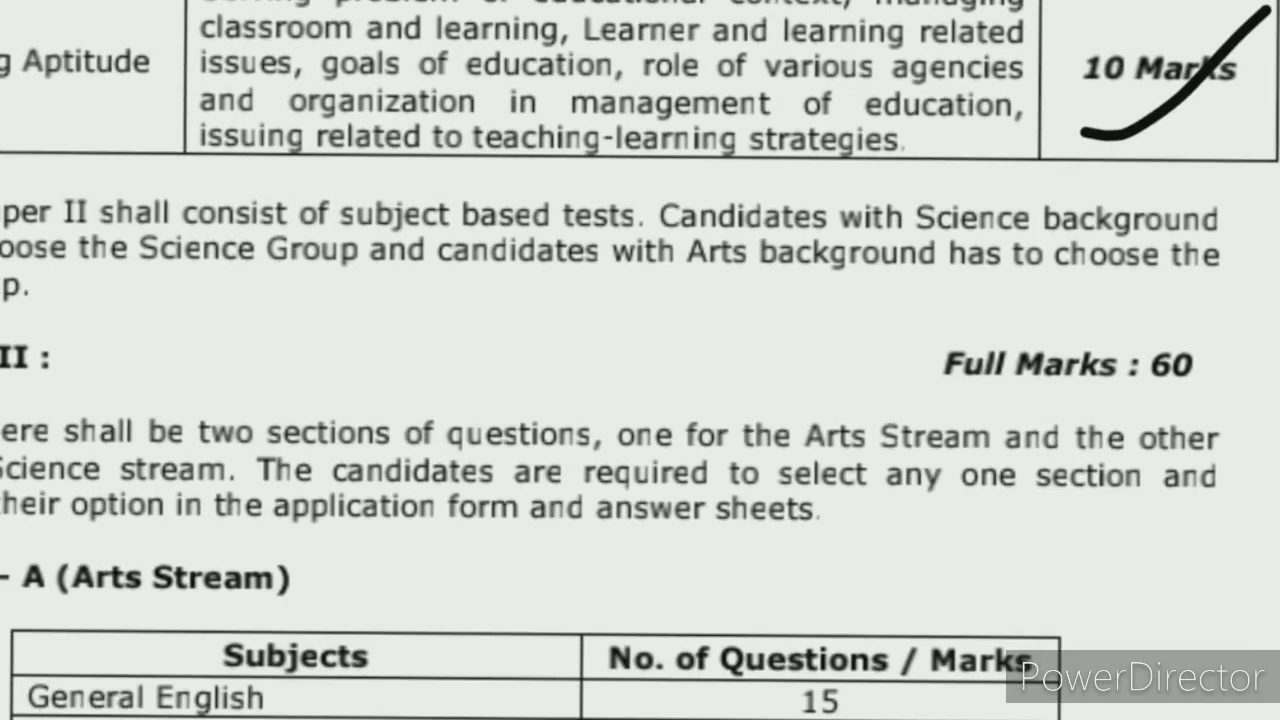 classroom and learning, Learner and learning related
g Aptitude
issues, goals of education, role of various agencies
10 Marks
and organization in management of education,
issuing related to teaching-learning strategies.
per II shall consist of subject based tests. Candidates with Science background
oose the Science Group and candidates with Arts background has to choose the
p.
II :
Full Marks : 60
ere shall be two sections of questions, one for the Arts Stream and the other
Science stream. The candidates are required to select any one section and
their option in the application form and answer sheets.
- A (Arts Stream)
Subjects
No. of Questions / Marks
General English
15
PowerDirector